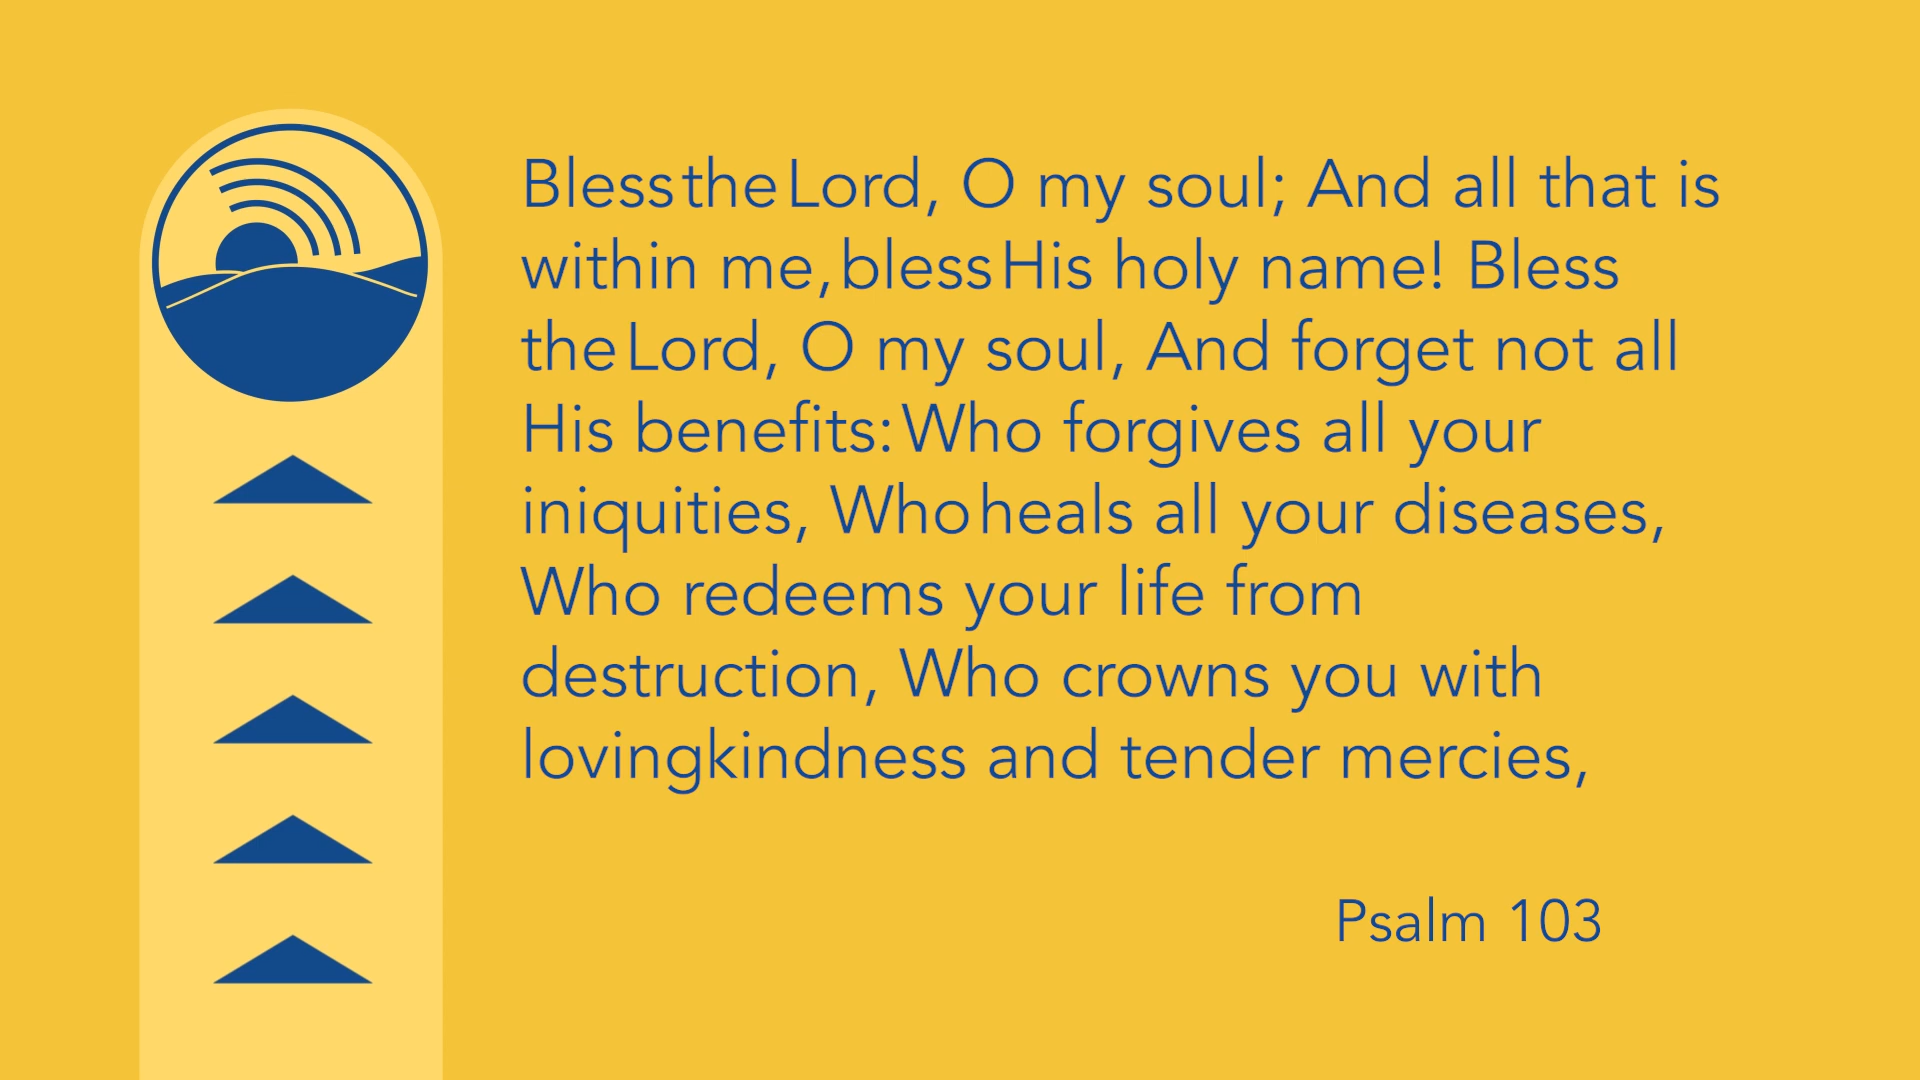 Bless the Lord, O my soul; And all that is
within me, bless His holy name! Bless
the Lord, O my soul, And forget not all
His benefits: Who forgives all your
iniquities, Who heals all your diseases,
Who redeems your life from
destruction, Who crowns you with
lovingkindness and tender mercies,
Psalm 103